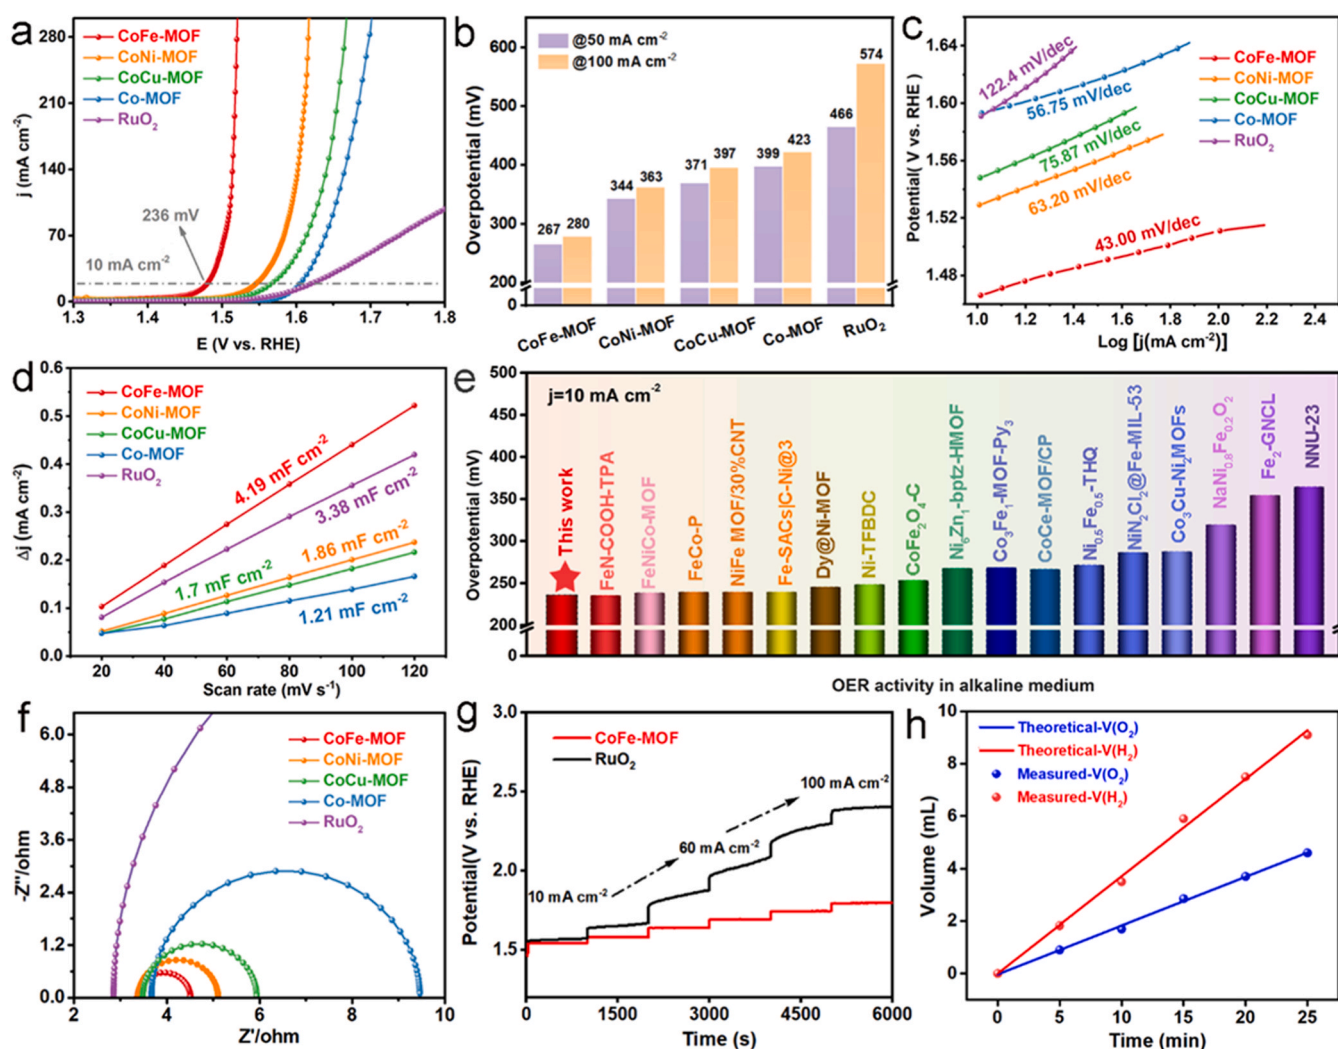 a
CoFe-MOF
CoNi-MOF
CoCu-MOF
Co-MOF
RuO₂
236 mV
10 mA cm⁻²
280
210
140
70
0
j (mA cm⁻²)
1.3
1.4
1.5
1.6
1.7
1.8
E (V vs. RHE)
b
@50 mA cm⁻²
@100 mA cm⁻²
600
500
400
300
200
0
Overpotential (mV)
267
280
344
363
371
397
399
423
466
574
CoFe-MOF
CoNi-MOF
CoCu-MOF
Co-MOF
RuO₂
c
CoFe-MOF
CoNi-MOF
CoCu-MOF
Co-MOF
RuO₂
122.4 mV/dec
56.75 mV/dec
75.87 mV/dec
63.20 mV/dec
43.00 mV/dec
1.64
1.60
1.56
1.52
1.48
Potential( V vs. RHE )
1.0
1.2
1.4
1.6
1.8
2.0
2.2
2.4
Log [j(mA cm⁻²)]
d
CoFe-MOF
CoNi-MOF
CoCu-MOF
Co-MOF
RuO₂
4.19 mF cm⁻²
3.38 mF cm⁻²
1.86 mF cm⁻²
1.7 mF cm⁻²
1.21 mF cm⁻²
0.6
0.5
0.4
0.3
0.2
0.1
0.0
Δj (mA cm⁻²)
20
40
60
80
100
120
Scan rate (mV s⁻¹)
e
j=10 mA cm⁻²
500
450
400
350
300
250
200
0
Overpotential (mV)
This work
FeN-COOH-TPA
FeNiCo-MOF
FeCo-P
NiFe MOF/30%CNT
Fe-SACs|C-Ni@3
Dy@Ni-MOF
Ni-TFBDC
CoFe₂O₄-C
Ni₆Zn₁-bptz-HMOF
Co₃Fe₁-MOF-Py₃
CoCe-MOF/CP
Ni₀.₅Fe₀.₅-THQ
NiN₂Cl₂@Fe-MIL-53
Co₃Cu-Ni₂MOFs
NaNi₀.₈Fe₀.₂O₂
Fe₂-GNCL
NNU-23
OER activity in alkaline medium
f
CoFe-MOF
CoNi-MOF
CoCu-MOF
Co-MOF
RuO₂
6.0
4.8
3.6
2.4
1.2
0.0
-Z''/ohm
2
4
6
8
10
Z'/ohm
g
CoFe-MOF
RuO₂
10 mA cm⁻²
60 mA cm⁻²
100 mA cm⁻²
3.0
2.5
2.0
1.5
Potential(V vs. RHE)
0
1500
3000
4500
6000
Time (s)
h
Theoretical-V(O₂)
Theoretical-V(H₂)
Measured-V(O₂)
Measured-V(H₂)
10
8
6
4
2
0
Volume (mL)
0
5
10
15
20
25
Time (min)